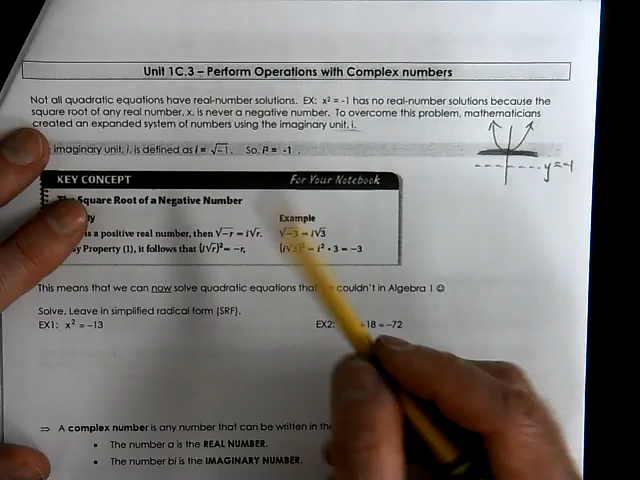 Unit 1C.3 – Perform Operations with Complex numbers
Not all quadratic equations have real-number solutions. EX: x² = -1 has no real-number solutions because the
square root of any real number, x, is never a negative number. To overcome this problem, mathematicians
created an expanded system of numbers using the imaginary unit, i.
imaginary unit, i, is defined as i = √-1. So, i² = -1 .
y=-1
KEY CONCEPT For Your Notebook
Square Root of a Negative Number
Example
is a positive real number, then √-r = i√r. √-3 = i√3
By Property (1), it follows that (i√r)² = -r, (i√3)² = i² • 3 = -3
This means that we can now solve quadratic equations that couldn't in Algebra 1 ☺
Solve, Leave in simplified radical form (SRF).
EX1: x² = -13 EX2: +18 = -72
⇒ A complex number is any number that can be written in the
• The number a is the REAL NUMBER.
• The number bi is the IMAGINARY NUMBER.